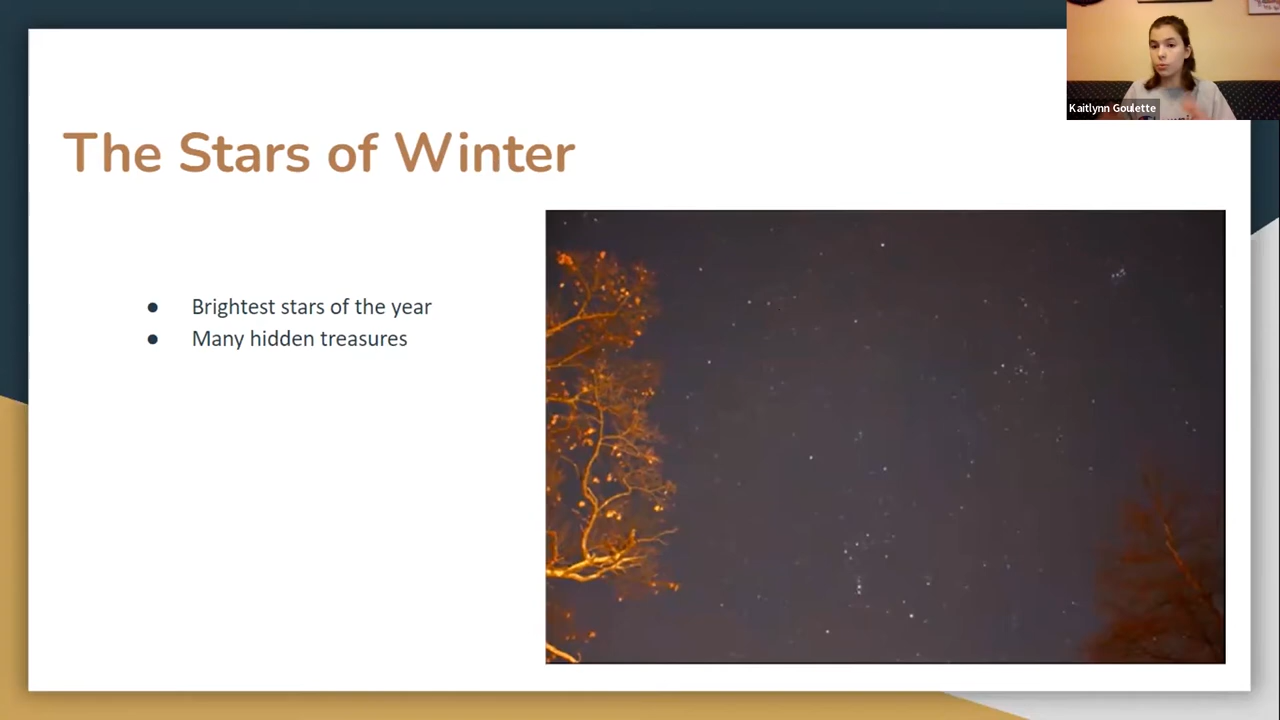 Kaitlynn Goulette
The Stars of Winter
● Brightest stars of the year
● Many hidden treasures